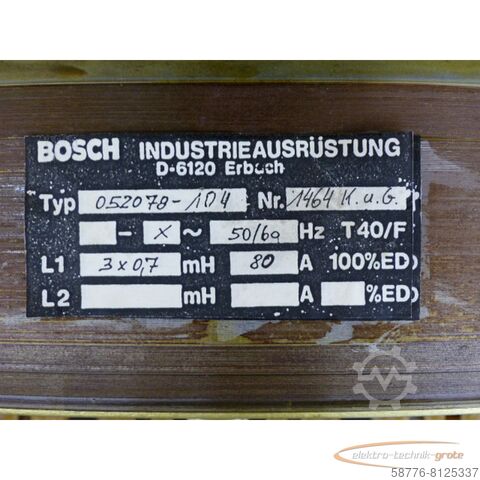 BOSCH INDUSTRIEAUSRÜSTUNG
D-6120 Erbach
Typ 052078-104 Nr. 1464 K.u.G.
- x ~ 50/60 Hz T40/F
L1 3x0,7 mH 80 A 100%ED
L2 mH A %ED
elektro-technik-grote
58776-8125337